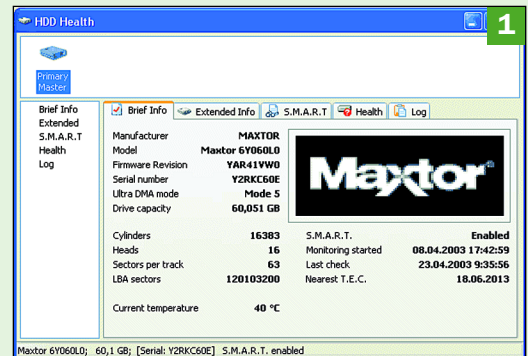 HDD Health
1
Primary
Master
Brief Info
Extended
S.M.A.R.T
Health
Log
Brief Info Extended Info S.M.A.R.T Health Log
Manufacturer MAXTOR
Model Maxtor 6Y060L0
Firmware Revision YAR41VW0
Serial number Y2RKC60E
Ultra DMA mode Mode 5
Drive capacity 60,051 GB
Maxtor®
Cylinders 16383
Heads 16
Sectors per track 63
LBA sectors 120103200
Current temperature 40 °C
S.M.A.R.T. Enabled
Monitoring started 08.04.2003 17:42:59
Last check 23.04.2003 9:35:56
Nearest T.E.C. 18.06.2013
Maxtor 6Y060L0; 60,1 GB; [Serial: Y2RKC60E] S.M.A.R.T. enabled